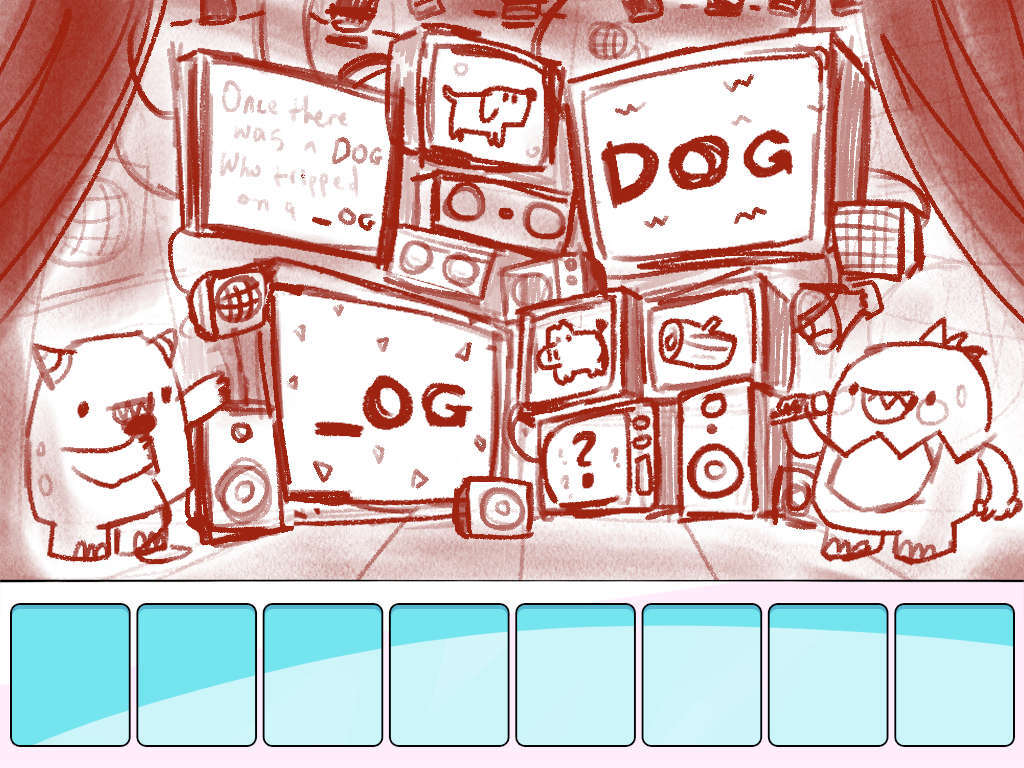 Once there
was a DOG
Who tripped
on a _OG
DOG
_OG
?